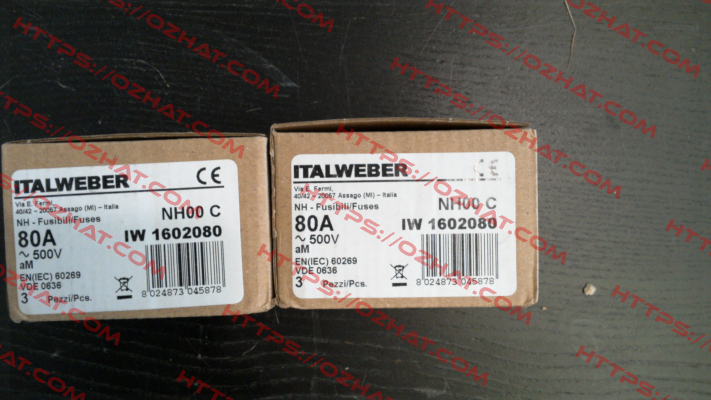 ITALWEBER
CE
Via E. Fermi,
40/42 - 20067 Assago (MI) - Italia
NH - Fusibili/Fuses
NH00 C
80A
IW 1602080
~ 500V
aM
EN(IEC) 60269
VDE 0636
3 Pezzi/Pcs.
8 024873 045878
ITALWEBER
CE
Via E. Fermi,
40/42 - 20067 Assago (MI) - Italia
NH - Fusibili/Fuses
NH00 C
80A
IW 1602080
~ 500V
aM
EN(IEC) 60269
VDE 0636
3 Pezzi/Pcs.
8 024873 045878
HTTPS://OZHAT.COM